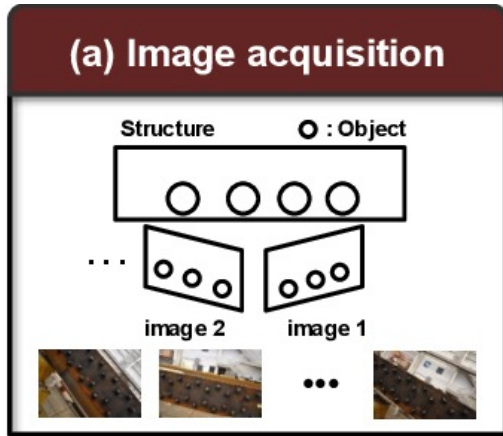 (a) Image acquisition
Structure
O : Object
...
image 2
image 1
...